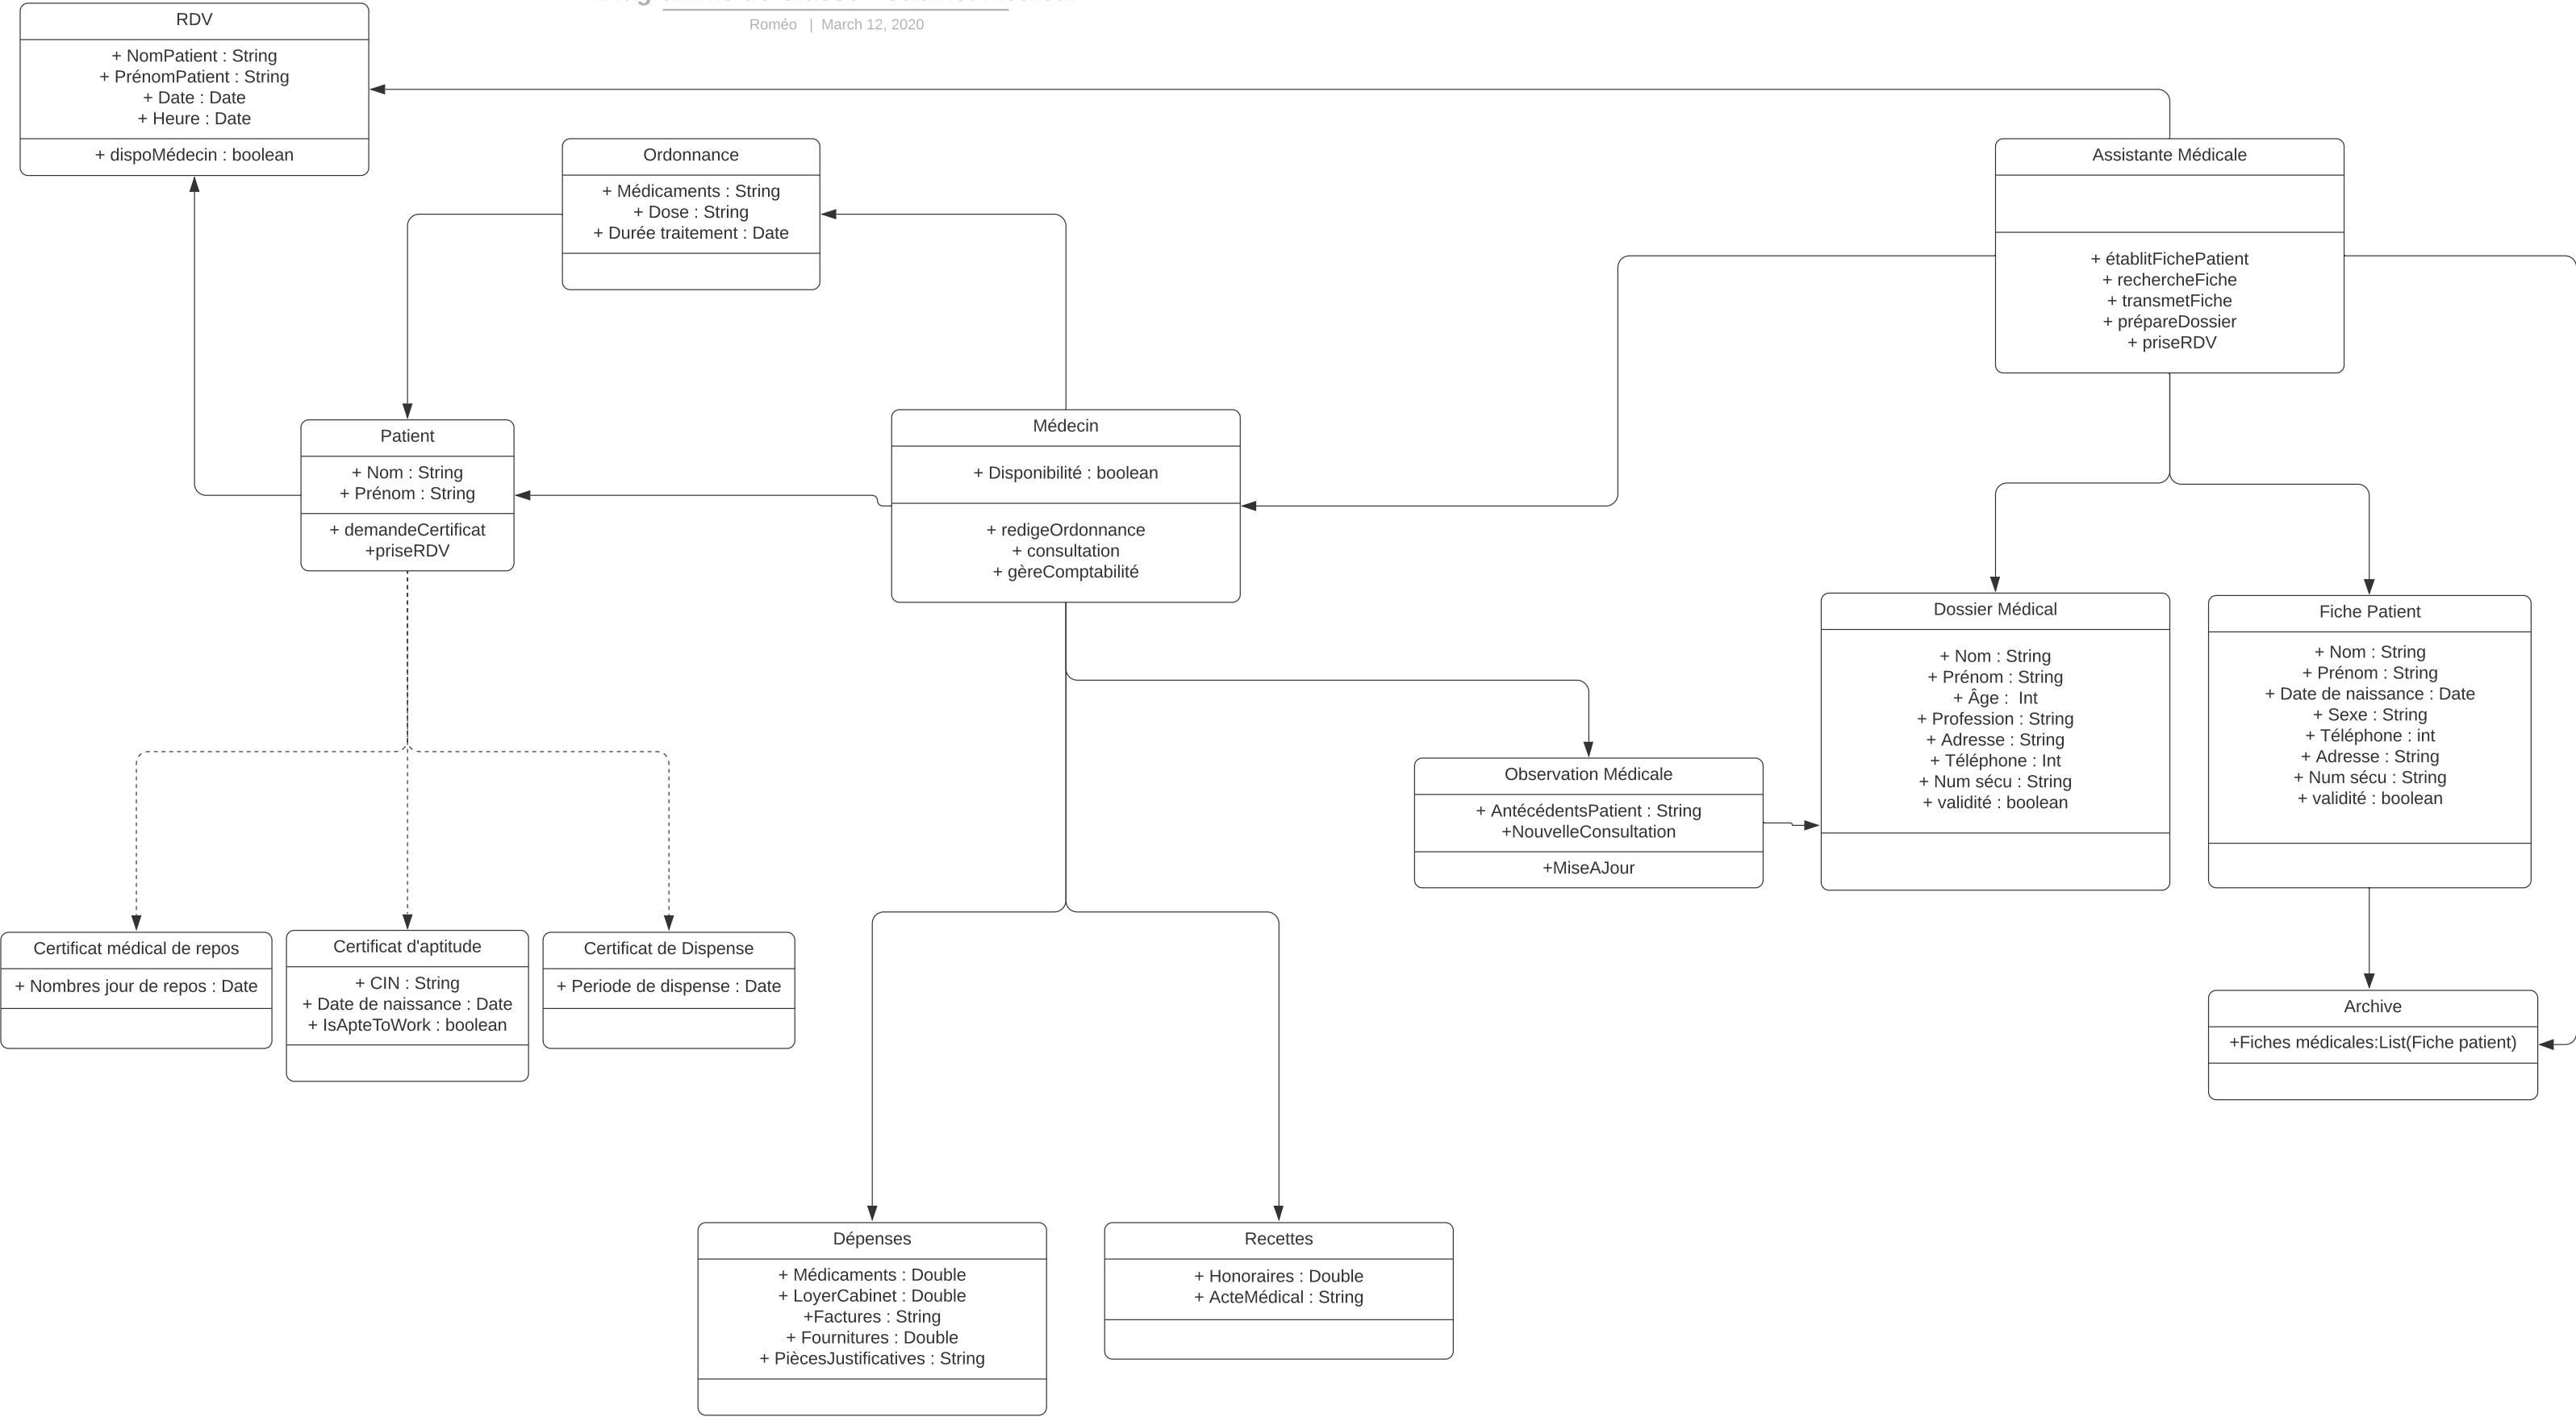 Roméo | March 12, 2020
RDV
+ NomPatient : String
+ PrénomPatient : String
+ Date : Date
+ Heure : Date
+ dispoMédecin : boolean
Ordonnance
+ Médicaments : String
+ Dose : String
+ Durée traitement : Date
Assistante Médicale
+ établitFichePatient
+ rechercheFiche
+ transmetFiche
+ prépareDossier
+ priseRDV
Patient
+ Nom : String
+ Prénom : String
+ demandeCertificat
+priseRDV
Médecin
+ Disponibilité : boolean
+ redigeOrdonnance
+ consultation
+ gèreComptabilité
Dossier Médical
+ Nom : String
+ Prénom : String
+ Âge :  Int
+ Profession : String
+ Adresse : String
+ Téléphone : Int
+ Num sécu : String
+ validité : boolean
Fiche Patient
+ Nom : String
+ Prénom : String
+ Date de naissance : Date
+ Sexe : String
+ Téléphone : int
+ Adresse : String
+ Num sécu : String
+ validité : boolean
Observation Médicale
+ AntécédentsPatient : String
+NouvelleConsultation
+MiseAJour
Certificat médical de repos
+ Nombres jour de repos : Date
Certificat d'aptitude
+ CIN : String
+ Date de naissance : Date
+ IsApteToWork : boolean
Certificat de Dispense
+ Periode de dispense : Date
Archive
+Fiches médicales:List(Fiche patient)
Dépenses
+ Médicaments : Double
+ LoyerCabinet : Double
+Factures : String
+ Fournitures : Double
+ PiècesJustificatives : String
Recettes
+ Honoraires : Double
+ ActeMédical : String